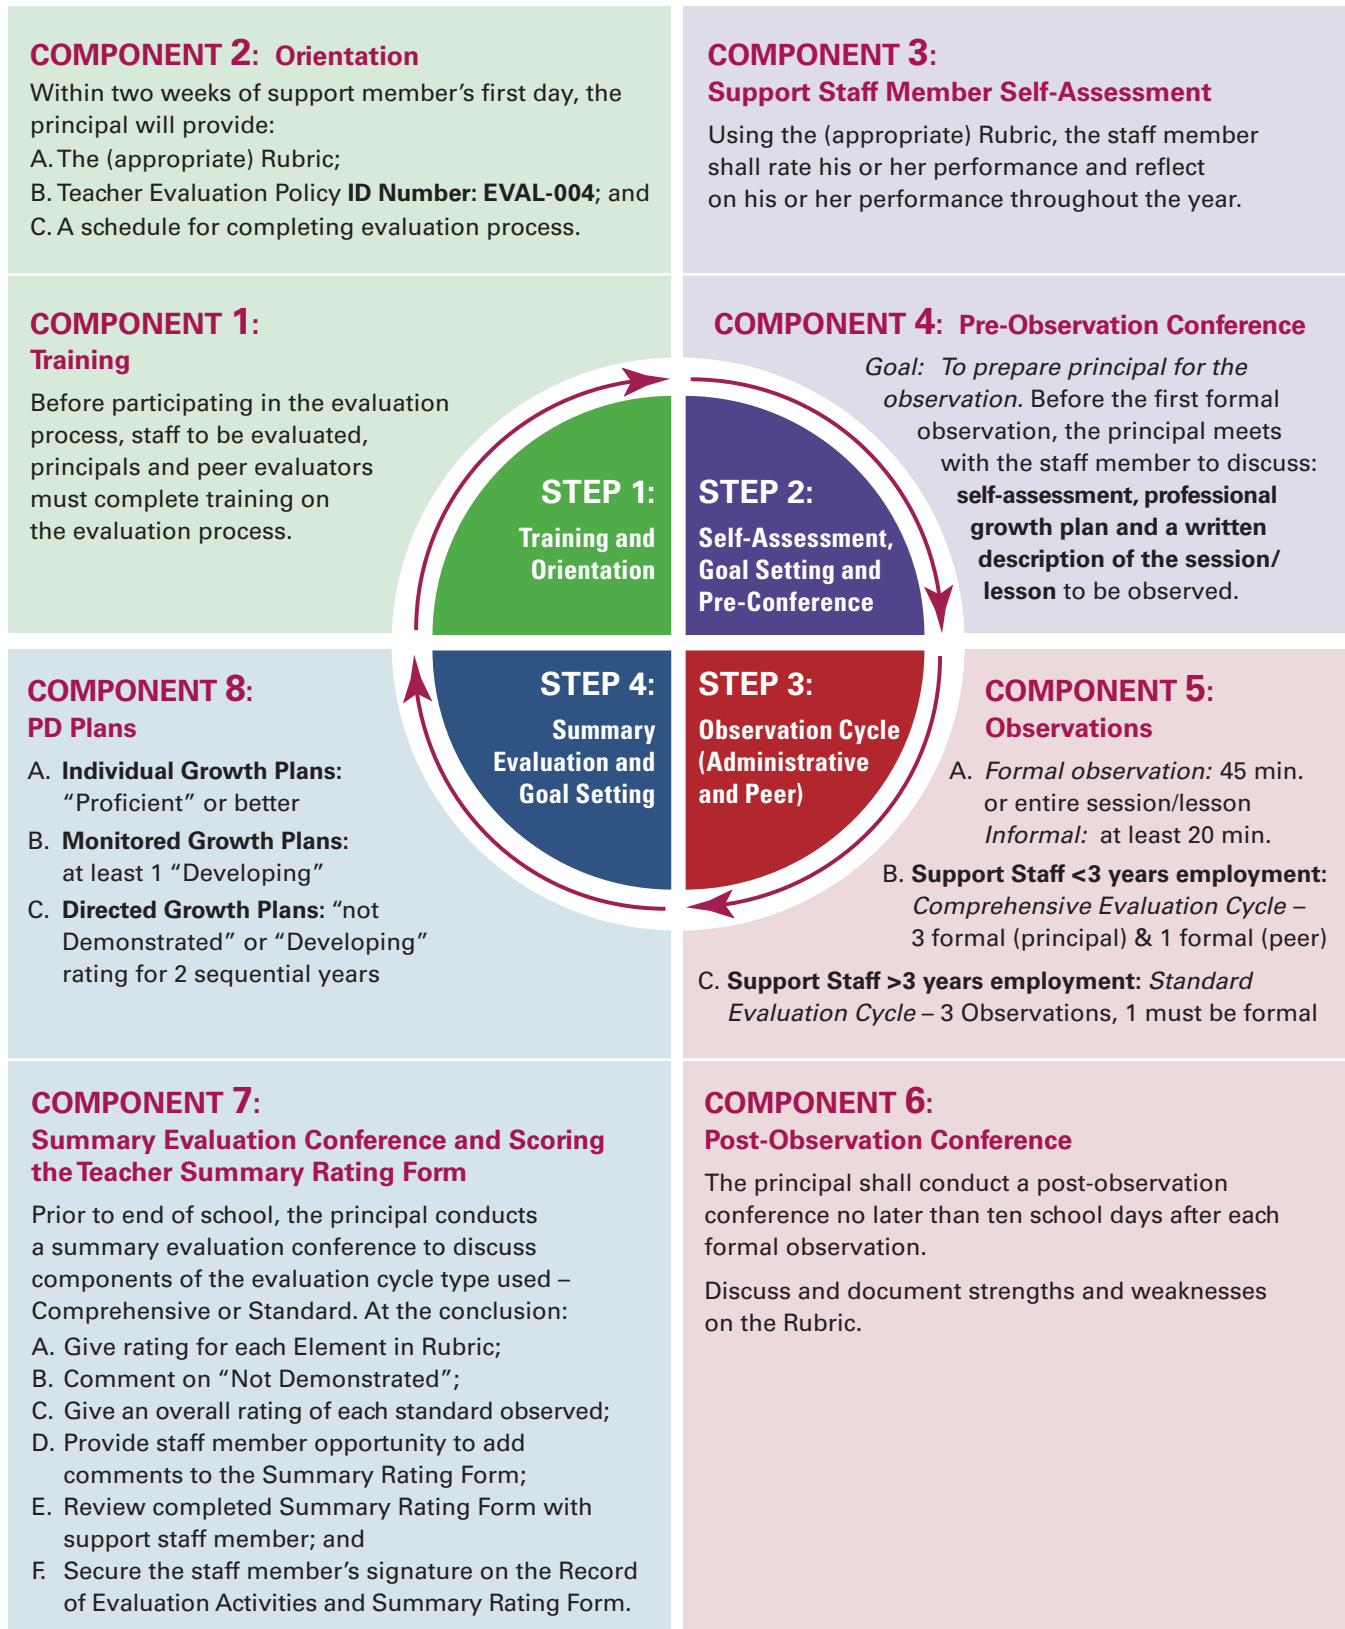 COMPONENT 2: Orientation
Within two weeks of support member’s first day, the
principal will provide:
A. The (appropriate) Rubric;
B. Teacher Evaluation Policy ID Number: EVAL-004; and
C. A schedule for completing evaluation process.
COMPONENT 3:
Support Staff Member Self-Assessment
Using the (appropriate) Rubric, the staff member
shall rate his or her performance and reflect
on his or her performance throughout the year.
COMPONENT 1:
Training
Before participating in the evaluation
process, staff to be evaluated,
principals and peer evaluators
must complete training on
the evaluation process.
COMPONENT 4: Pre-Observation Conference
Goal: To prepare principal for the
observation. Before the first formal
observation, the principal meets
with the staff member to discuss:
self-assessment, professional
growth plan and a written
description of the session/
lesson to be observed.
STEP 1:
Training and
Orientation
STEP 2:
Self-Assessment,
Goal Setting and
Pre-Conference
STEP 4:
Summary
Evaluation and
Goal Setting
STEP 3:
Observation Cycle
(Administrative
and Peer)
COMPONENT 8:
PD Plans
A. Individual Growth Plans:
“Proficient” or better
B. Monitored Growth Plans:
at least 1 “Developing”
C. Directed Growth Plans: “not
Demonstrated” or “Developing”
rating for 2 sequential years
COMPONENT 5:
Observations
A. Formal observation: 45 min.
or entire session/lesson
Informal: at least 20 min.
B. Support Staff <3 years employment:
Comprehensive Evaluation Cycle –
3 formal (principal) & 1 formal (peer)
C. Support Staff >3 years employment: Standard
Evaluation Cycle – 3 Observations, 1 must be formal
COMPONENT 7:
Summary Evaluation Conference and Scoring
the Teacher Summary Rating Form
Prior to end of school, the principal conducts
a summary evaluation conference to discuss
components of the evaluation cycle type used –
Comprehensive or Standard. At the conclusion:
A. Give rating for each Element in Rubric;
B. Comment on “Not Demonstrated”;
C. Give an overall rating of each standard observed;
D. Provide staff member opportunity to add
comments to the Summary Rating Form;
E. Review completed Summary Rating Form with
support staff member; and
F. Secure the staff member’s signature on the Record
of Evaluation Activities and Summary Rating Form.
COMPONENT 6:
Post-Observation Conference
The principal shall conduct a post-observation
conference no later than ten school days after each
formal observation.
Discuss and document strengths and weaknesses
on the Rubric.